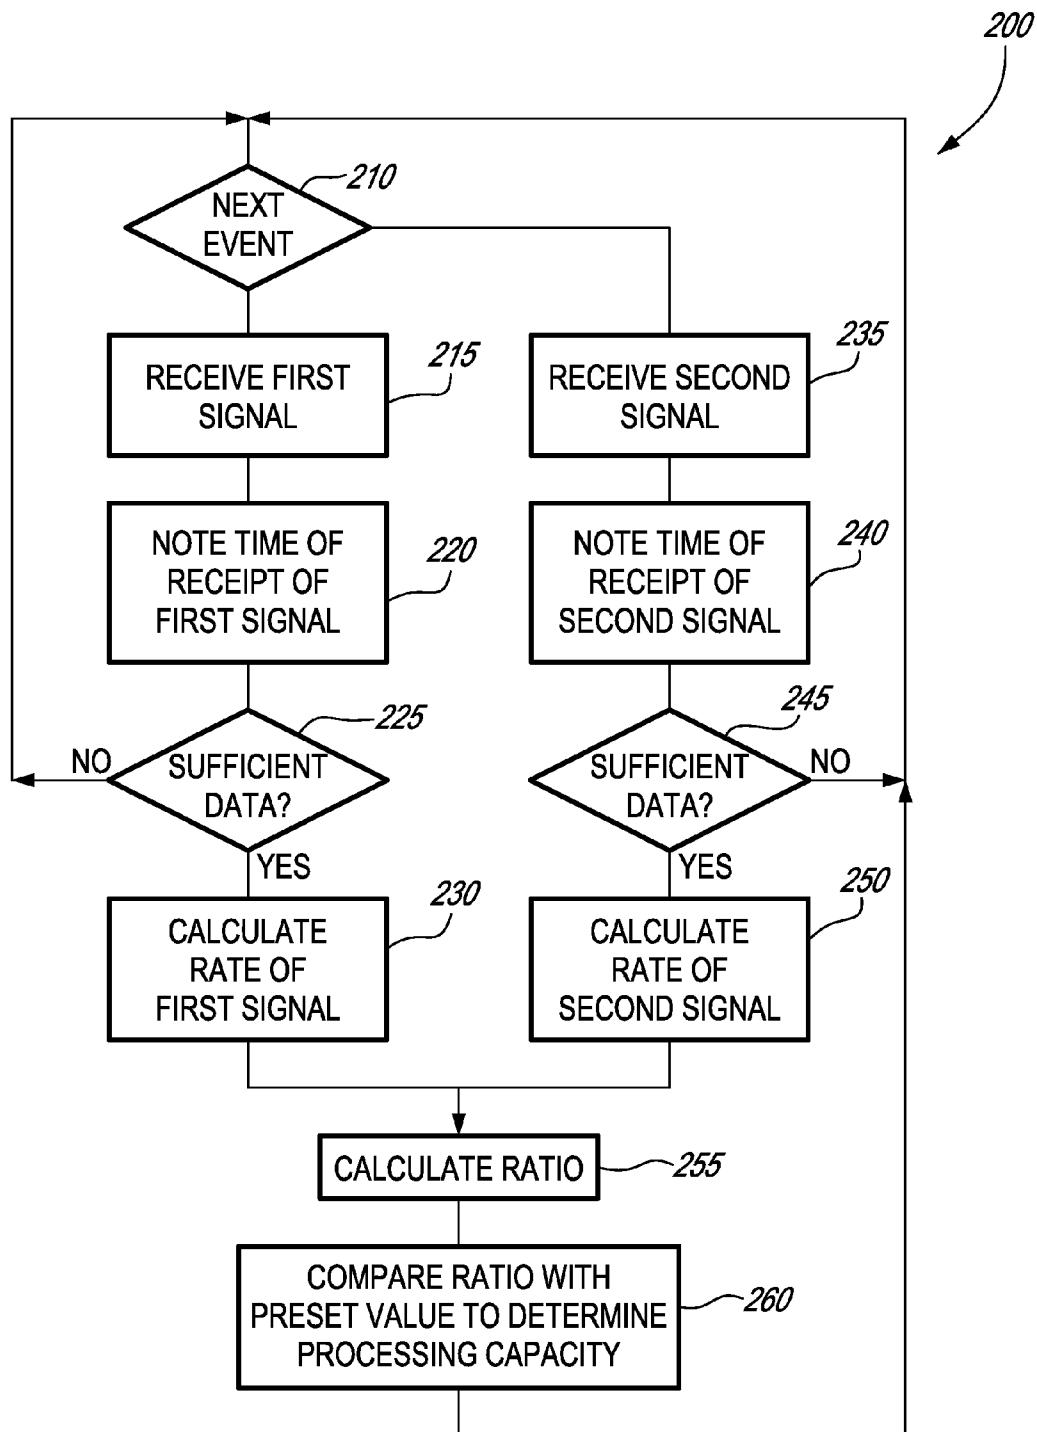 200
210
NEXT
EVENT
215
RECEIVE FIRST
SIGNAL
235
RECEIVE SECOND
SIGNAL
220
NOTE TIME OF
RECEIPT OF
FIRST SIGNAL
240
NOTE TIME OF
RECEIPT OF
SECOND SIGNAL
225
NO
SUFFICIENT
DATA?
YES
245
SUFFICIENT
DATA?
NO
YES
230
CALCULATE
RATE OF
FIRST SIGNAL
250
CALCULATE
RATE OF
SECOND SIGNAL
CALCULATE RATIO
255
COMPARE RATIO WITH
PRESET VALUE TO DETERMINE
PROCESSING CAPACITY
260